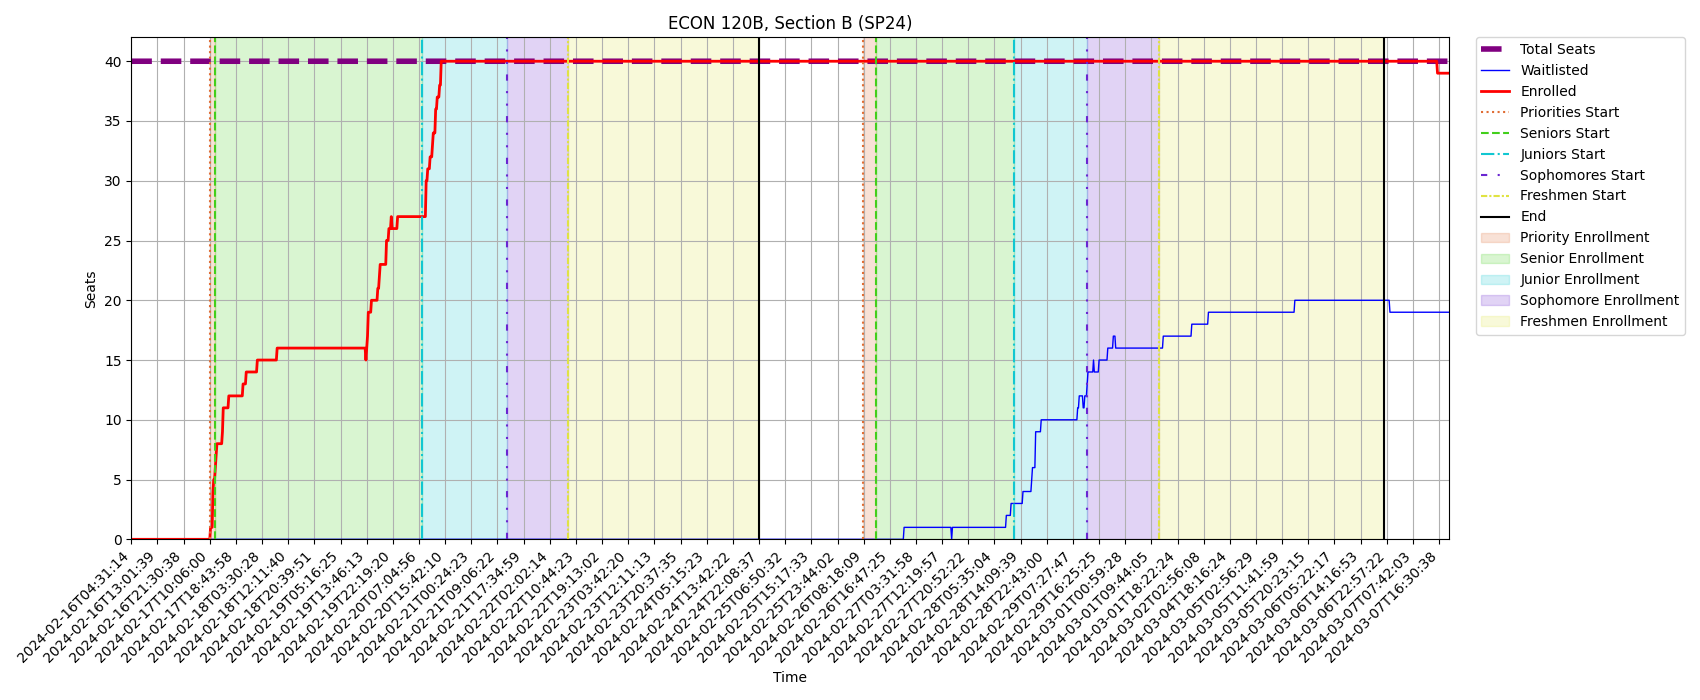 ECON 120B, Section B (SP24)
Seats
40
35
30
25
20
15
10
5
0
2024-02-16T04:31:14
2024-02-16T13:01:39
2024-02-16T21:30:38
2024-02-17T10:06:00
2024-02-17T18:43:58
2024-02-18T03:30:28
2024-02-18T12:11:40
2024-02-18T20:39:51
2024-02-19T05:16:25
2024-02-19T13:46:13
2024-02-19T22:19:20
2024-02-20T07:04:56
2024-02-20T15:42:10
2024-02-21T00:24:23
2024-02-21T09:06:22
2024-02-21T17:34:59
2024-02-22T02:02:14
2024-02-22T10:44:23
2024-02-22T19:13:02
2024-02-23T03:42:20
2024-02-23T12:11:13
2024-02-23T20:37:35
2024-02-24T05:15:23
2024-02-24T13:42:22
2024-02-24T22:08:37
2024-02-25T06:50:32
2024-02-25T15:17:33
2024-02-25T23:44:02
2024-02-26T08:18:09
2024-02-26T16:47:25
2024-02-27T03:31:58
2024-02-27T12:19:57
2024-02-27T20:52:22
2024-02-28T05:35:04
2024-02-28T14:09:39
2024-02-28T22:43:00
2024-02-29T07:27:47
2024-02-29T16:25:25
2024-03-01T00:59:28
2024-03-01T09:44:05
2024-03-01T18:22:24
2024-03-02T02:56:08
2024-03-04T18:16:24
2024-03-05T02:56:29
2024-03-05T11:41:59
2024-03-05T20:23:15
2024-03-06T05:22:17
2024-03-06T14:16:53
2024-03-06T22:57:22
2024-03-07T07:42:03
2024-03-07T16:30:38
Time
Total Seats
Waitlisted
Enrolled
Priorities Start
Seniors Start
Juniors Start
Sophomores Start
Freshmen Start
End
Priority Enrollment
Senior Enrollment
Junior Enrollment
Sophomore Enrollment
Freshmen Enrollment